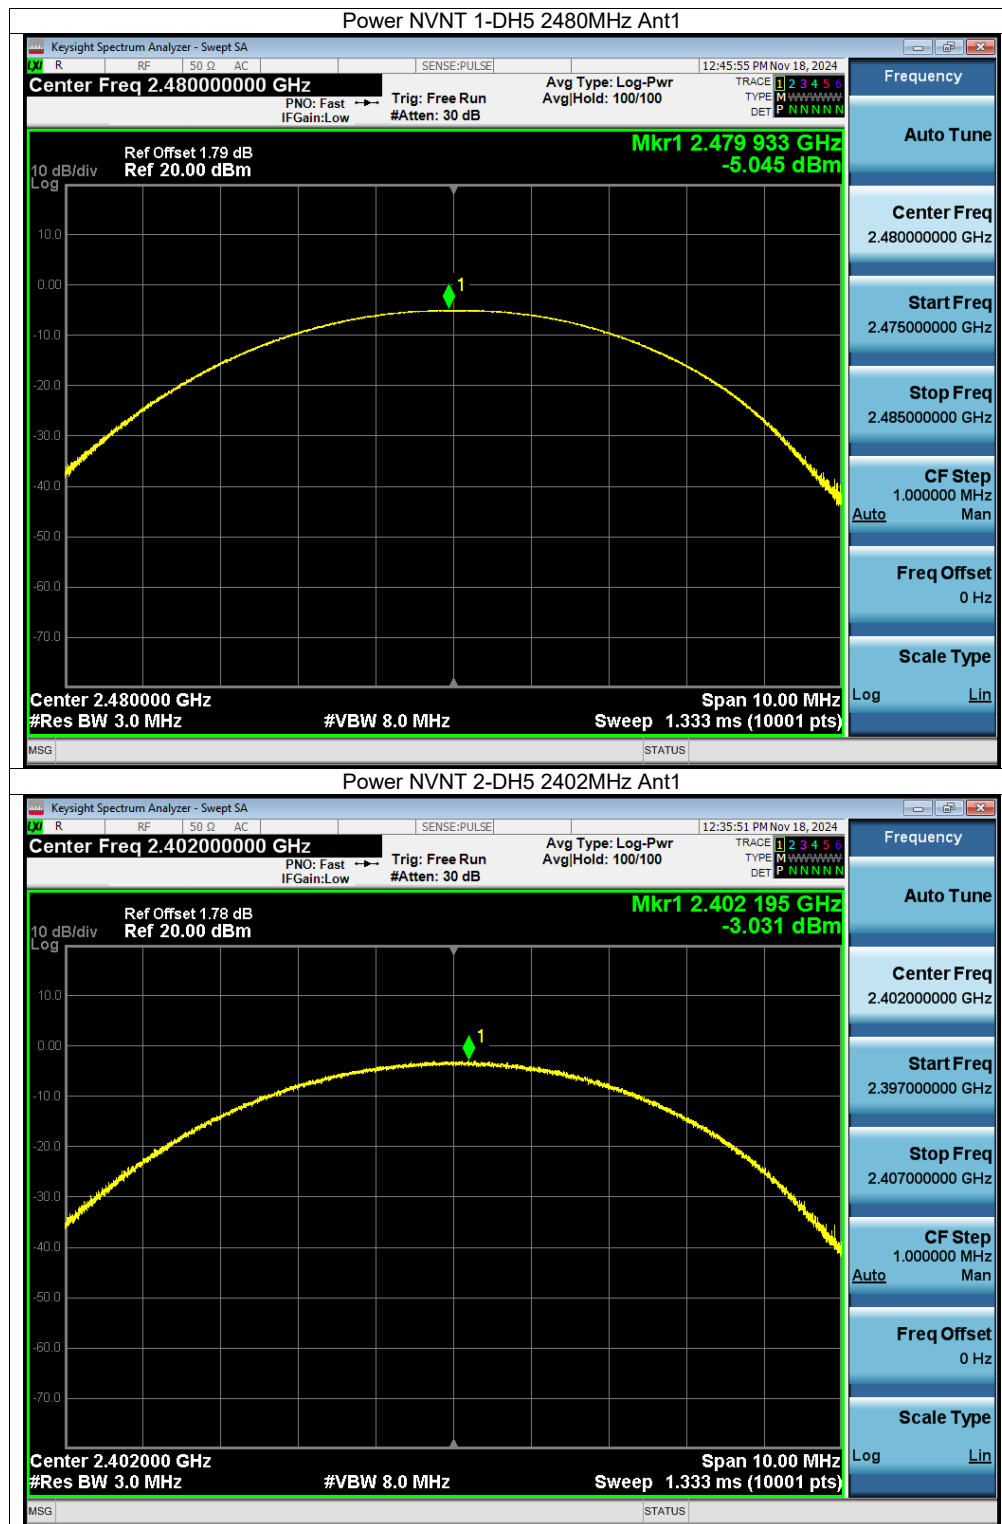 Power NVNT 1-DH5 2480MHz Ant1
Keysight Spectrum Analyzer - Swept SA
LXI R RF 50 Ω AC SENSE:PULSE 12:45:55 PM Nov 18, 2024
Center Freq 2.480000000 GHz
PNO: Fast
IFGain:Low
Trig: Free Run
#Atten: 30 dB
Avg Type: Log-Pwr
Avg|Hold: 100/100
TRACE 1 2 3 4 5 6
TYPE M WWWWW
DET P N N N N N
Ref Offset 1.79 dB
10 dB/div Ref 20.00 dBm
Log
Mkr1 2.479 933 GHz
-5.045 dBm
1
10.0
0.00
-10.0
-20.0
-30.0
-40.0
-50.0
-60.0
-70.0
Center 2.480000 GHz Span 10.00 MHz
#Res BW 3.0 MHz #VBW 8.0 MHz Sweep 1.333 ms (10001 pts)
MSG STATUS
Frequency
Auto Tune
Center Freq
2.480000000 GHz
Start Freq
2.475000000 GHz
Stop Freq
2.485000000 GHz
CF Step
1.000000 MHz
Auto Man
Freq Offset
0 Hz
Scale Type
Log Lin
Power NVNT 2-DH5 2402MHz Ant1
Keysight Spectrum Analyzer - Swept SA
LXI R RF 50 Ω AC SENSE:PULSE 12:35:51 PM Nov 18, 2024
Center Freq 2.402000000 GHz
PNO: Fast
IFGain:Low
Trig: Free Run
#Atten: 30 dB
Avg Type: Log-Pwr
Avg|Hold: 100/100
TRACE 1 2 3 4 5 6
TYPE M WWWWW
DET P N N N N N
Ref Offset 1.78 dB
10 dB/div Ref 20.00 dBm
Log
Mkr1 2.402 195 GHz
-3.031 dBm
1
10.0
0.00
-10.0
-20.0
-30.0
-40.0
-50.0
-60.0
-70.0
Center 2.402000 GHz Span 10.00 MHz
#Res BW 3.0 MHz #VBW 8.0 MHz Sweep 1.333 ms (10001 pts)
MSG STATUS
Frequency
Auto Tune
Center Freq
2.402000000 GHz
Start Freq
2.397000000 GHz
Stop Freq
2.407000000 GHz
CF Step
1.000000 MHz
Auto Man
Freq Offset
0 Hz
Scale Type
Log Lin